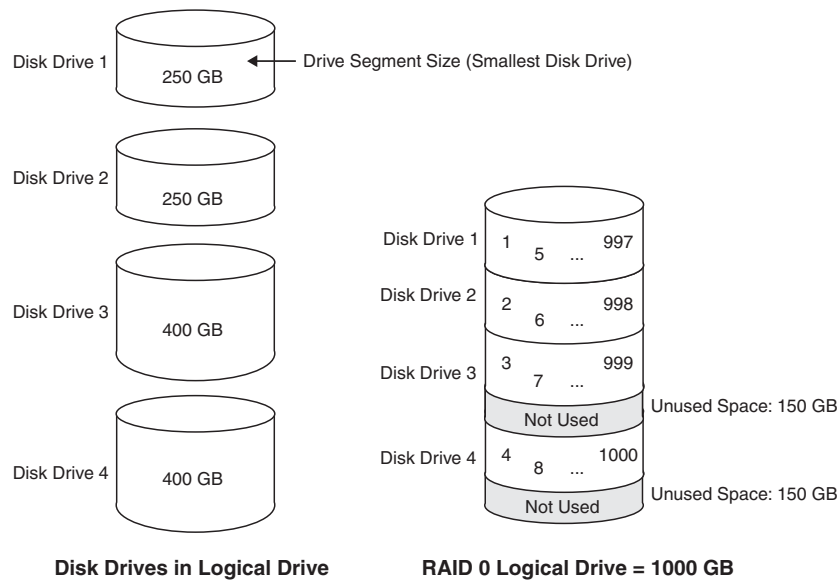 Disk Drive 1
250 GB
Drive Segment Size (Smallest Disk Drive)
Disk Drive 2
250 GB
Disk Drive 3
400 GB
Disk Drive 4
400 GB
Disk Drives in Logical Drive
Disk Drive 1
1 5 ... 997
Disk Drive 2
2 6 ... 998
Disk Drive 3
3 7 ... 999
Not Used
Unused Space: 150 GB
Disk Drive 4
4 8 ... 1000
Not Used
Unused Space: 150 GB
RAID 0 Logical Drive = 1000 GB